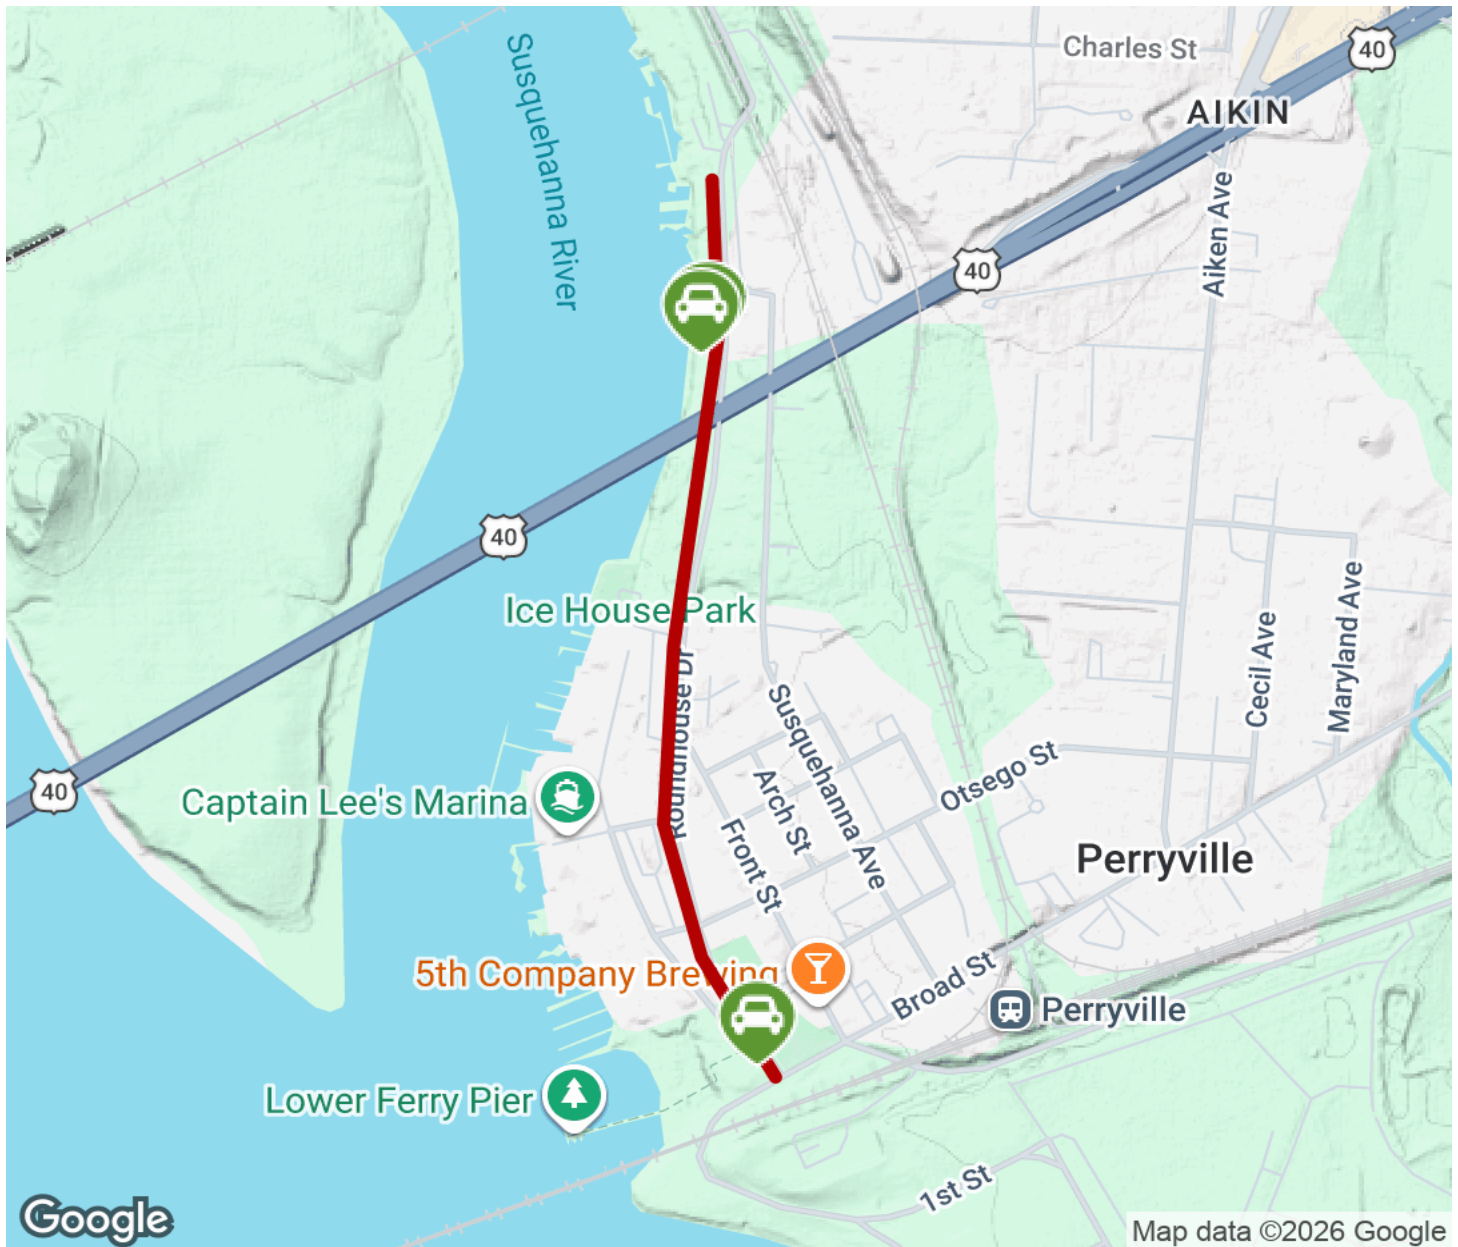 Charles St
40
AIKIN
Susquehanna River
Aiken Ave
40
40
Ice House Park
Roundhouse Dr
Susquehanna Ave
Cecil Ave
Maryland Ave
Otsego St
40
Captain Lee's Marina
Arch St
Front St
Perryville
5th Company Brewing
Broad St
Perryville
Lower Ferry Pier
1st St
Google
Map data ©2026 Google